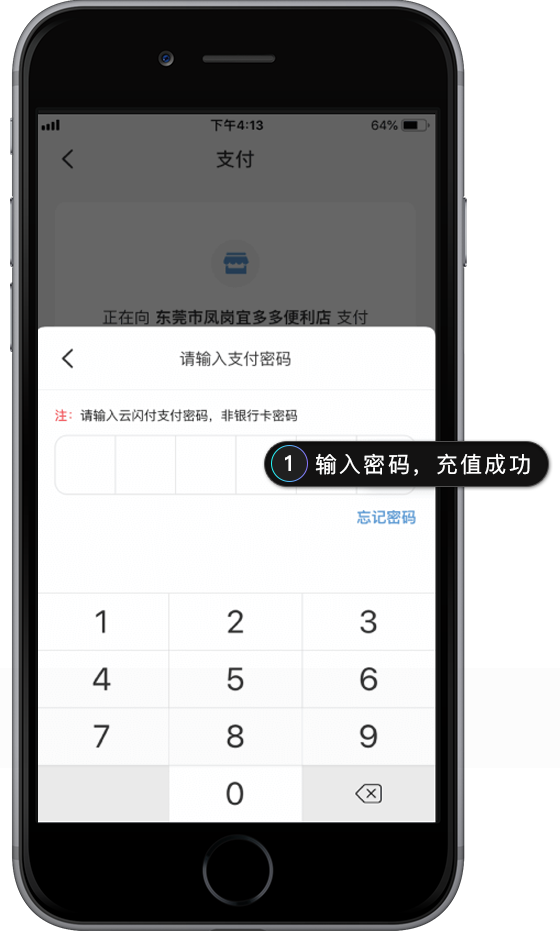 下午4:13
64%
支付
正在向 东莞市凤岗宜多多便利店 支付
请输入支付密码
注：请输入云闪付支付密码，非银行卡密码
1 输入密码，充值成功
忘记密码
1 2 3
4 5 6
7 8 9
0